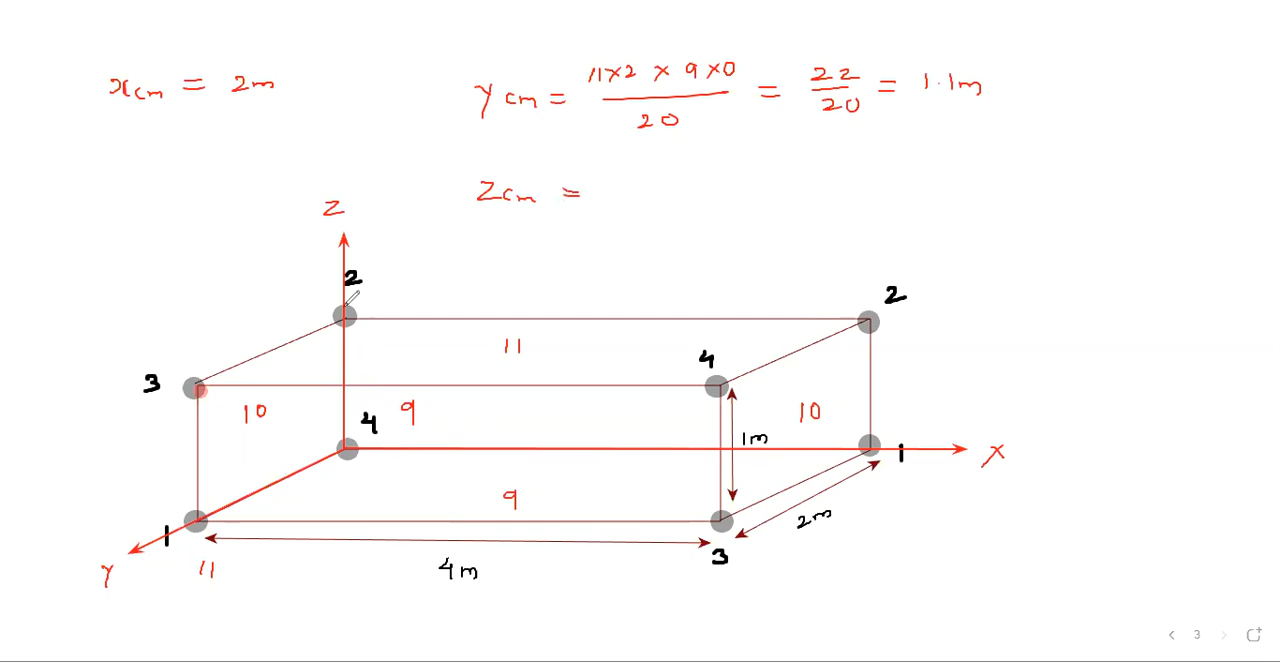 xcm = 2m
Ycm = 11×2 × 9×0 / 20 = 22 / 20 = 1.1m
Zcm =
Z
2
2
11
4
3
10
9
10
4
1m
X
1
9
2m
1
3
Y
11
4m
3